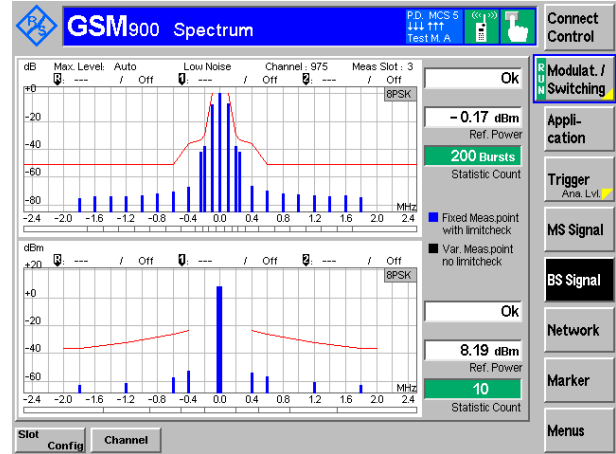 R S
GSM900 Spectrum
P.D. MCS 5
Test M. A
Connect
Control
dB Max. Level: Auto Low Noise Channel : 975 Meas Slot : 3
R: --- / Off 1: --- / Off 2: --- / Off
8PSK
+0
-20
-40
-60
-80
MHz
-2.4 -2.0 -1.6 -1.2 -0.8 -0.4 0.0 0.4 0.8 1.2 1.6 2.0 2.4
Ok
-0.17 dBm
Ref. Power
200 Bursts
Statistic Count
Fixed Meas.point
with limitcheck
Var. Meas.point
no limitcheck
dBm
+20
R: --- / Off 1: --- / Off 2: --- / Off
8PSK
+0
-20
-40
-60
MHz
-2.4 -2.0 -1.6 -1.2 -0.8 -0.4 0.0 0.4 0.8 1.2 1.6 2.0 2.4
Ok
8.19 dBm
Ref. Power
10
Statistic Count
RUN
Modulat. /
Switching
Appli-
cation
Trigger
Ana. Lvl.
MS Signal
BS Signal
Network
Marker
Menus
Slot
Config
Channel